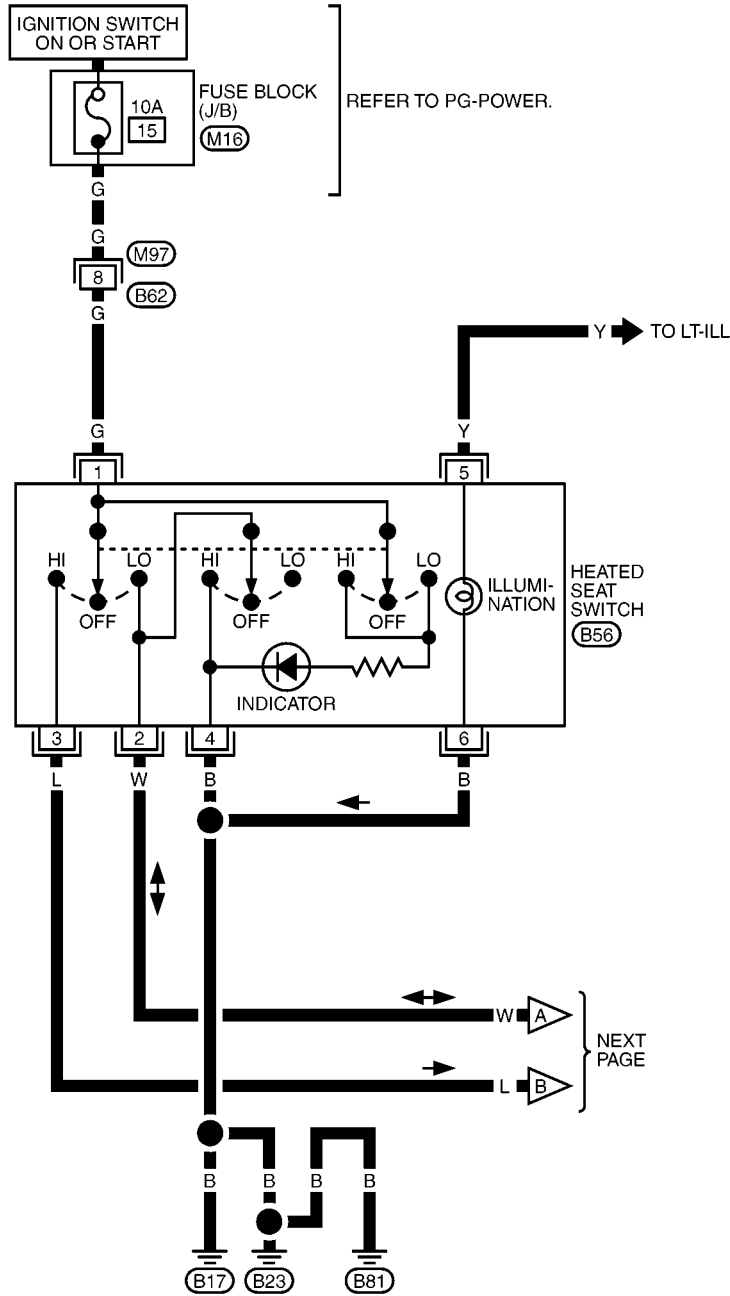 IGNITION SWITCH
ON OR START
FUSE BLOCK
(J/B)
10A
15
M16
REFER TO PG-POWER.
G
G
M97
8
B62
G
Y
TO LT-ILL
G
Y
1
5
HI
LO
HI
LO
HI
LO
OFF
OFF
OFF
ILLUMI-
NATION
HEATED
SEAT
SWITCH
B56
INDICATOR
3
2
4
6
L
W
B
B
W
A
NEXT
PAGE
L
B
B
B
B
B
B17
B23
B81